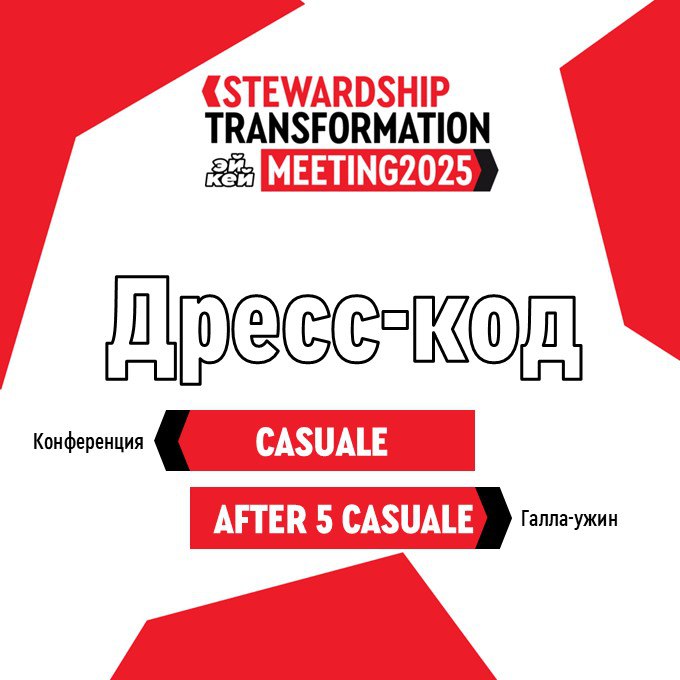 STEWARDSHIP
TRANSFORMATION
эй
кей
MEETING2025
Дресс-код
Конференция
CASUALE
AFTER 5 CASUALE
Галла-ужин